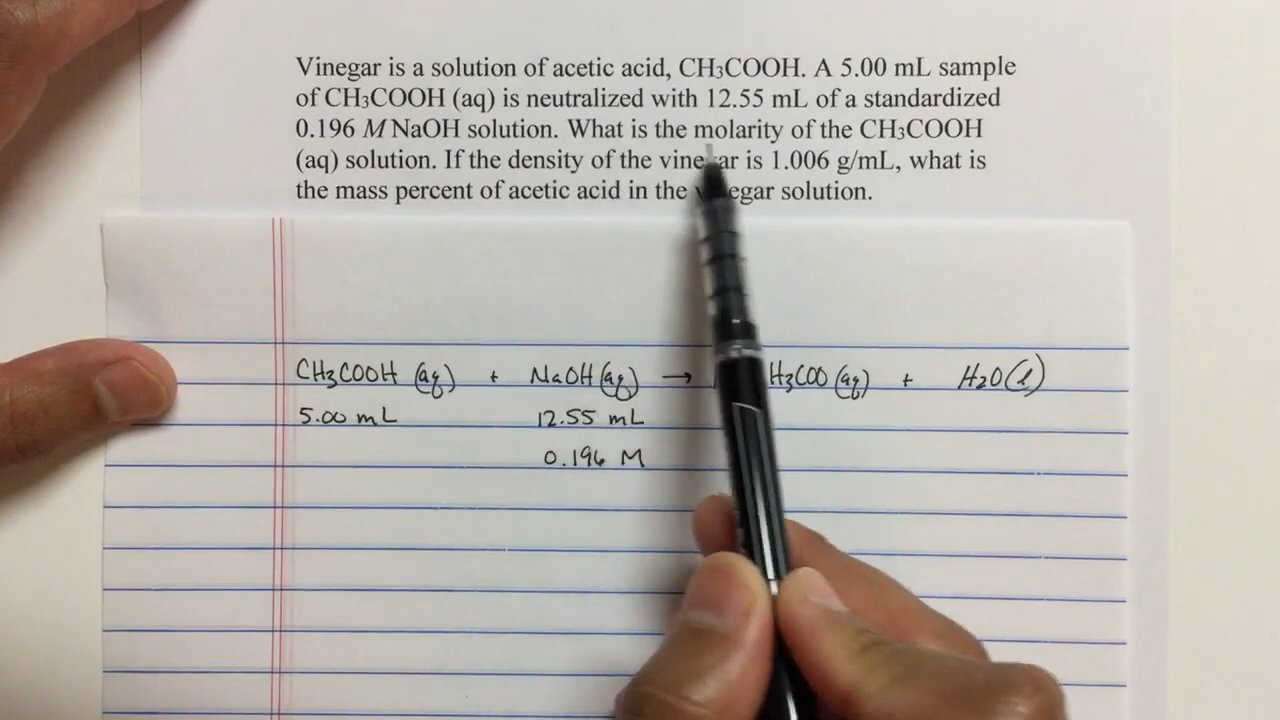 Vinegar is a solution of acetic acid, CH3COOH. A 5.00 mL sample
of CH3COOH (aq) is neutralized with 12.55 mL of a standardized
0.196 M NaOH solution. What is the molarity of the CH3COOH
(aq) solution. If the density of the vinegar is 1.006 g/mL, what is
the mass percent of acetic acid in the vinegar solution.
CH3COOH (aq) + NaOH (aq) → H3COO (aq) + H2O (l)
5.00 mL 12.55 mL
0.196 M